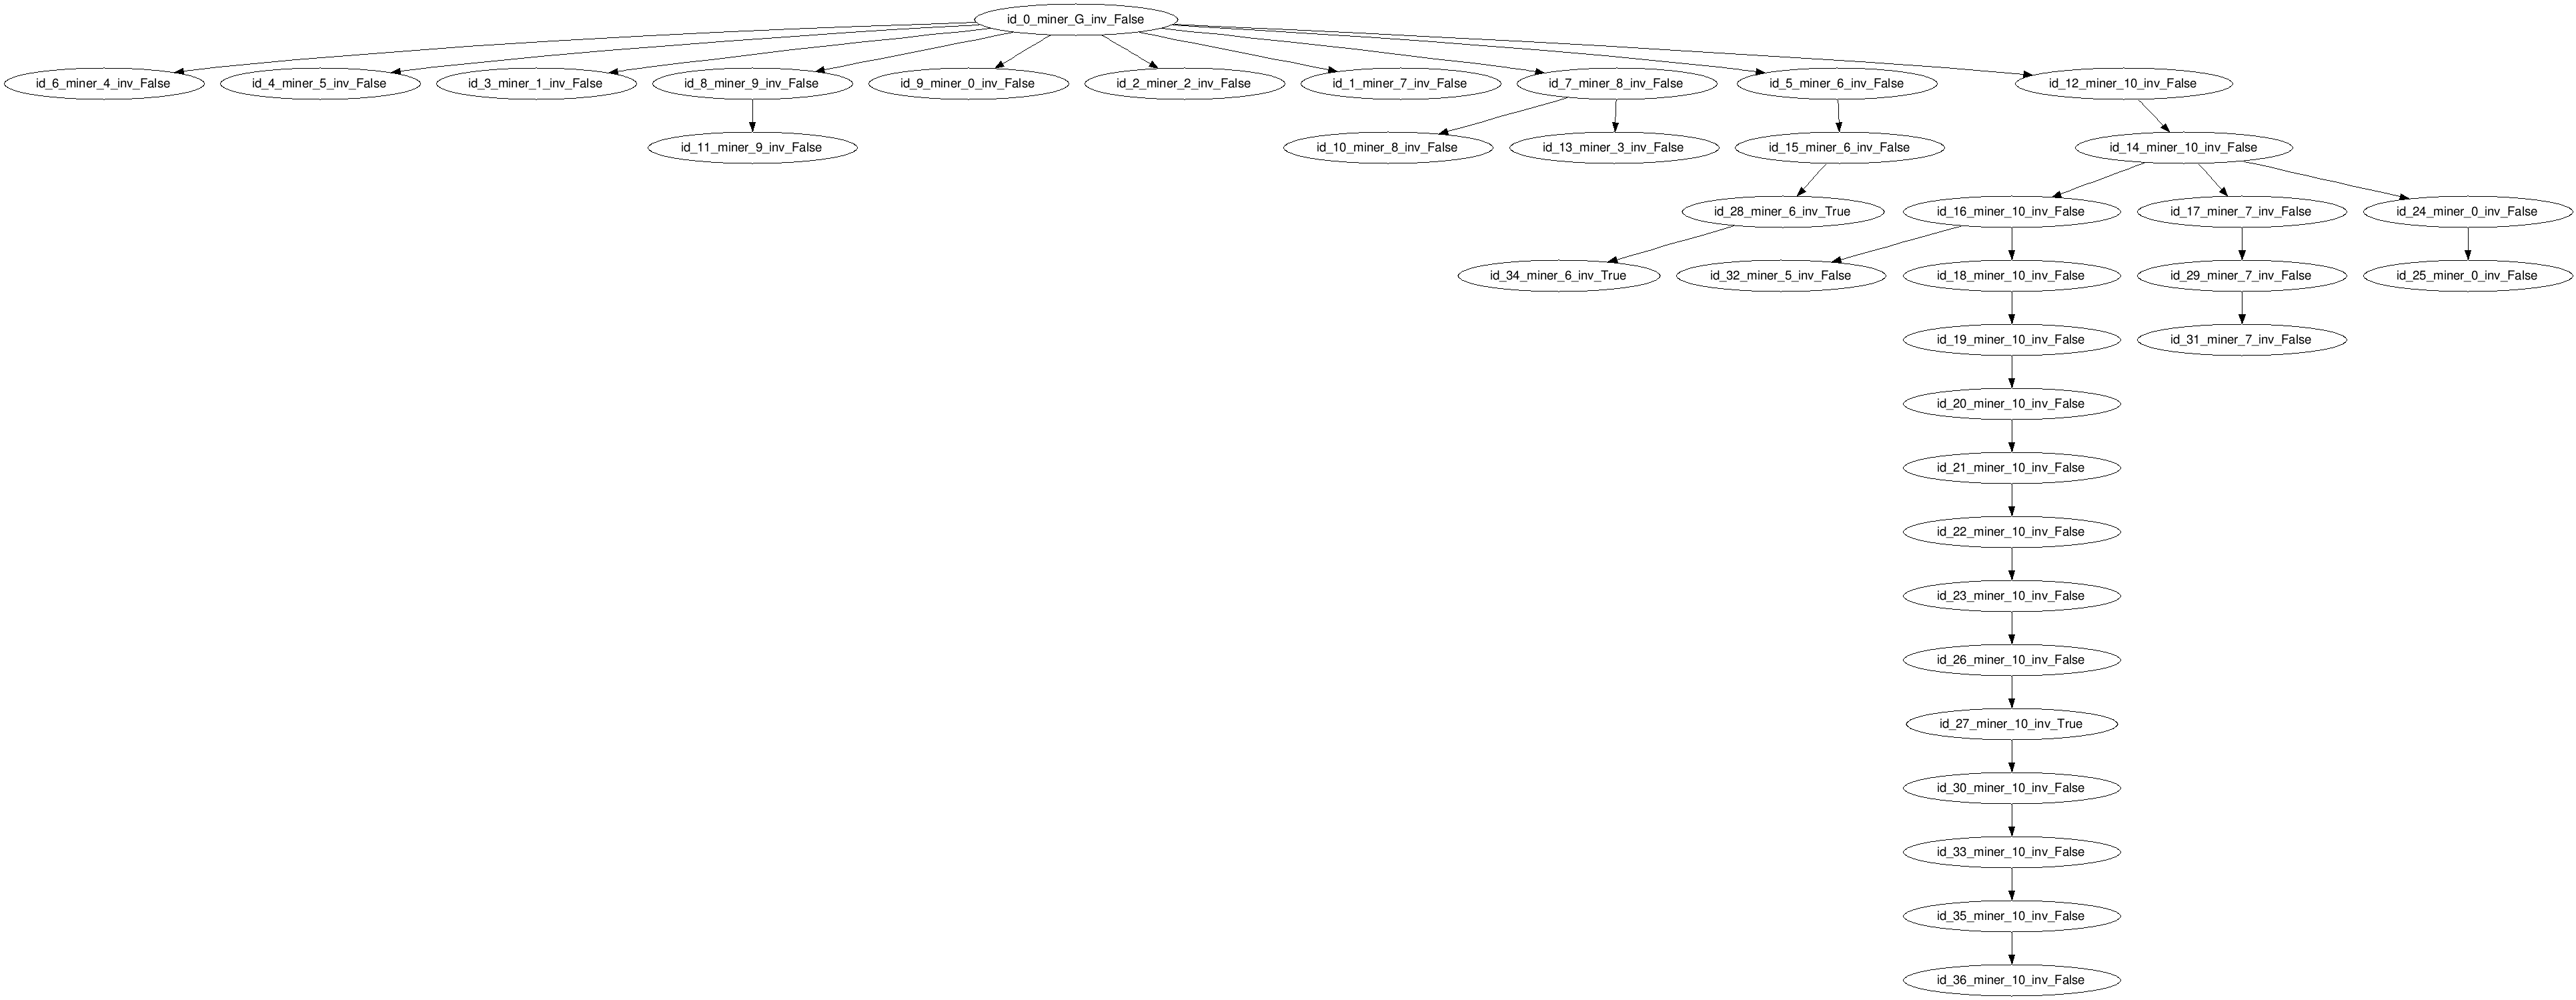 id_0_miner_G_inv_False
id_6_miner_4_inv_False
id_4_miner_5_inv_False
id_3_miner_1_inv_False
id_8_miner_9_inv_False
id_9_miner_0_inv_False
id_2_miner_2_inv_False
id_1_miner_7_inv_False
id_7_miner_8_inv_False
id_5_miner_6_inv_False
id_12_miner_10_inv_False
id_11_miner_9_inv_False
id_10_miner_8_inv_False
id_13_miner_3_inv_False
id_15_miner_6_inv_False
id_14_miner_10_inv_False
id_28_miner_6_inv_True
id_16_miner_10_inv_False
id_17_miner_7_inv_False
id_24_miner_0_inv_False
id_34_miner_6_inv_True
id_32_miner_5_inv_False
id_18_miner_10_inv_False
id_29_miner_7_inv_False
id_25_miner_0_inv_False
id_19_miner_10_inv_False
id_31_miner_7_inv_False
id_20_miner_10_inv_False
id_21_miner_10_inv_False
id_22_miner_10_inv_False
id_23_miner_10_inv_False
id_26_miner_10_inv_False
id_27_miner_10_inv_True
id_30_miner_10_inv_False
id_33_miner_10_inv_False
id_35_miner_10_inv_False
id_36_miner_10_inv_False